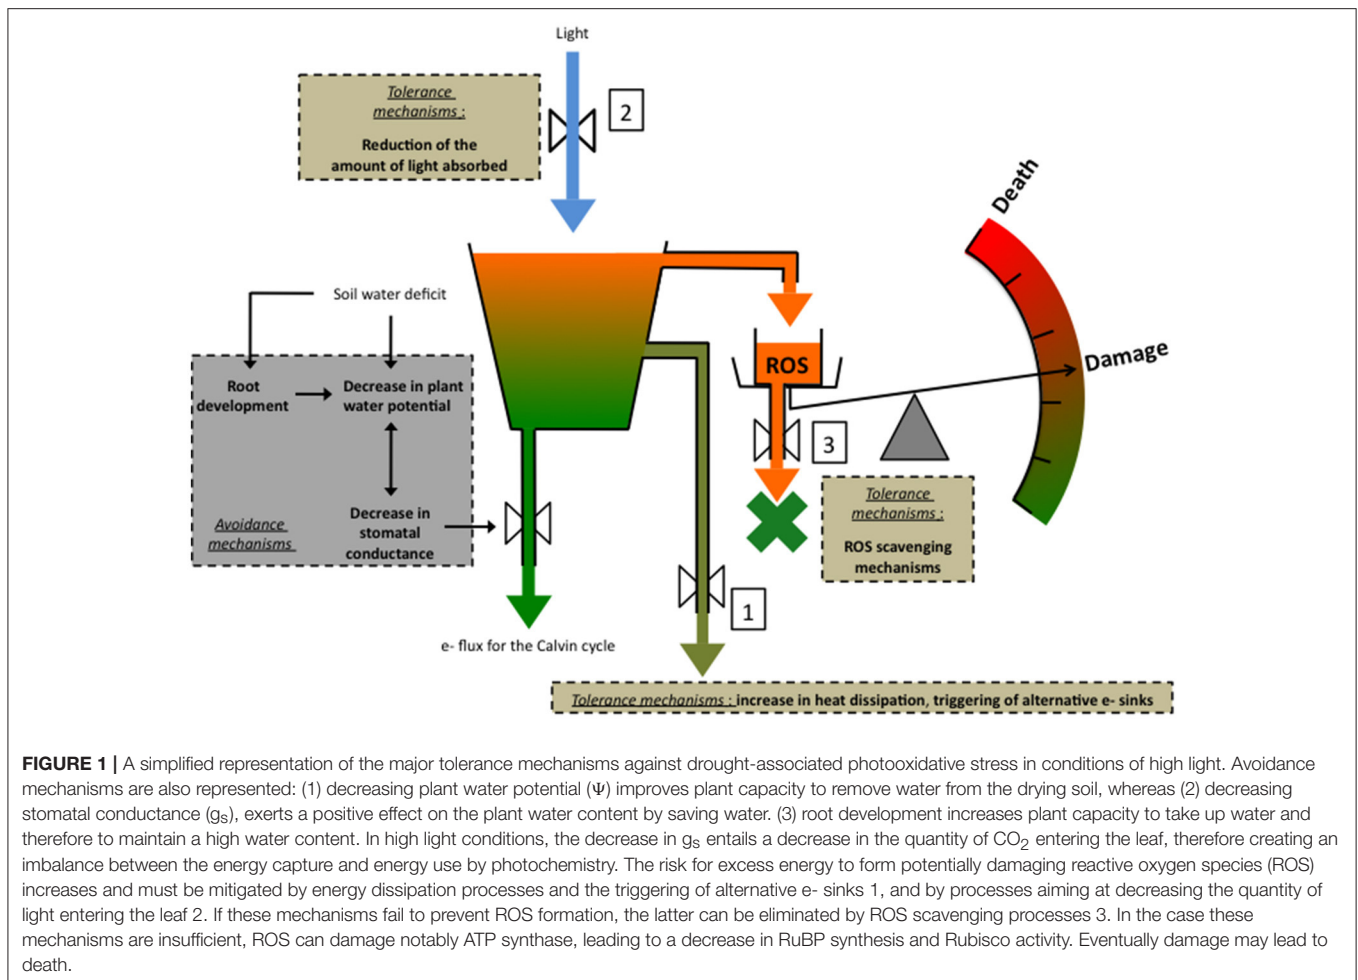 Light
Tolerance
mechanisms :
Reduction of the
amount of light absorbed
2
Death
Damage
Soil water deficit
Root
development
Decrease in plant
water potential
Decrease in
stomatal
conductance
Avoidance
mechanisms
ROS
3
Tolerance
mechanisms :
ROS scavenging
mechanisms
1
e- flux for the Calvin cycle
Tolerance mechanisms : increase in heat dissipation, triggering of alternative e- sinks
FIGURE 1 | A simplified representation of the major tolerance mechanisms against drought-associated photooxidative stress in conditions of high light. Avoidance
mechanisms are also represented: (1) decreasing plant water potential (Ψ) improves plant capacity to remove water from the drying soil, whereas (2) decreasing
stomatal conductance (gs), exerts a positive effect on the plant water content by saving water. (3) root development increases plant capacity to take up water and
therefore to maintain a high water content. In high light conditions, the decrease in gs entails a decrease in the quantity of CO2 entering the leaf, therefore creating an
imbalance between the energy capture and energy use by photochemistry. The risk for excess energy to form potentially damaging reactive oxygen species (ROS)
increases and must be mitigated by energy dissipation processes and the triggering of alternative e- sinks 1, and by processes aiming at decreasing the quantity of
light entering the leaf 2. If these mechanisms fail to prevent ROS formation, the latter can be eliminated by ROS scavenging processes 3. In the case these
mechanisms are insufficient, ROS can damage notably ATP synthase, leading to a decrease in RuBP synthesis and Rubisco activity. Eventually damage may lead to
death.